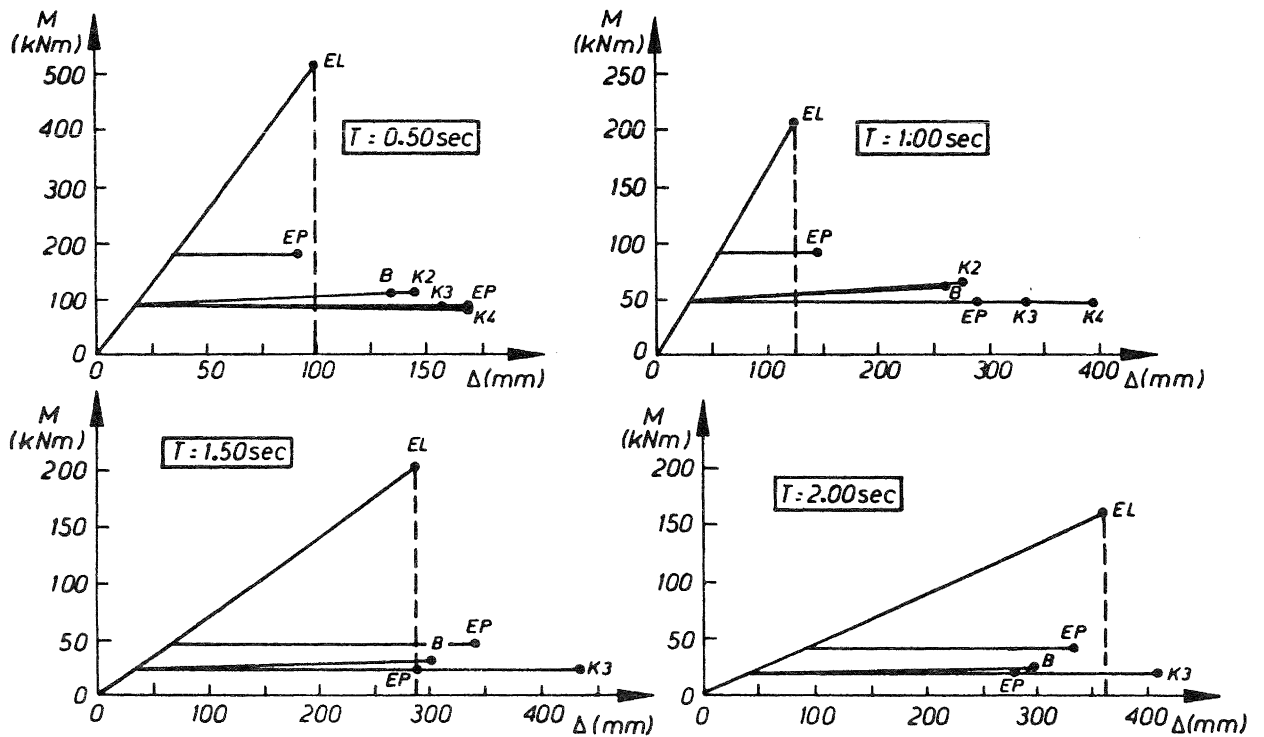 M
(kNm)
500
400
300
200
100
0
EL
T = 0.50 sec
EP
B K2
K3 EP
K4
0 50 100 150 Δ(mm)
M
(kNm)
250
200
150
100
50
0
EL
T = 1.00 sec
EP
K2
B
EP K3 K4
0 100 200 300 400 Δ(mm)
M
(kNm)
200
150
100
50
0
T = 1.50 sec
EL
EP
B
EP K3
0 100 200 300 400 Δ(mm)
M
(kNm)
200
150
100
50
0
T = 2.00 sec
EL
EP
B
EP K3
0 100 200 300 400 Δ(mm)